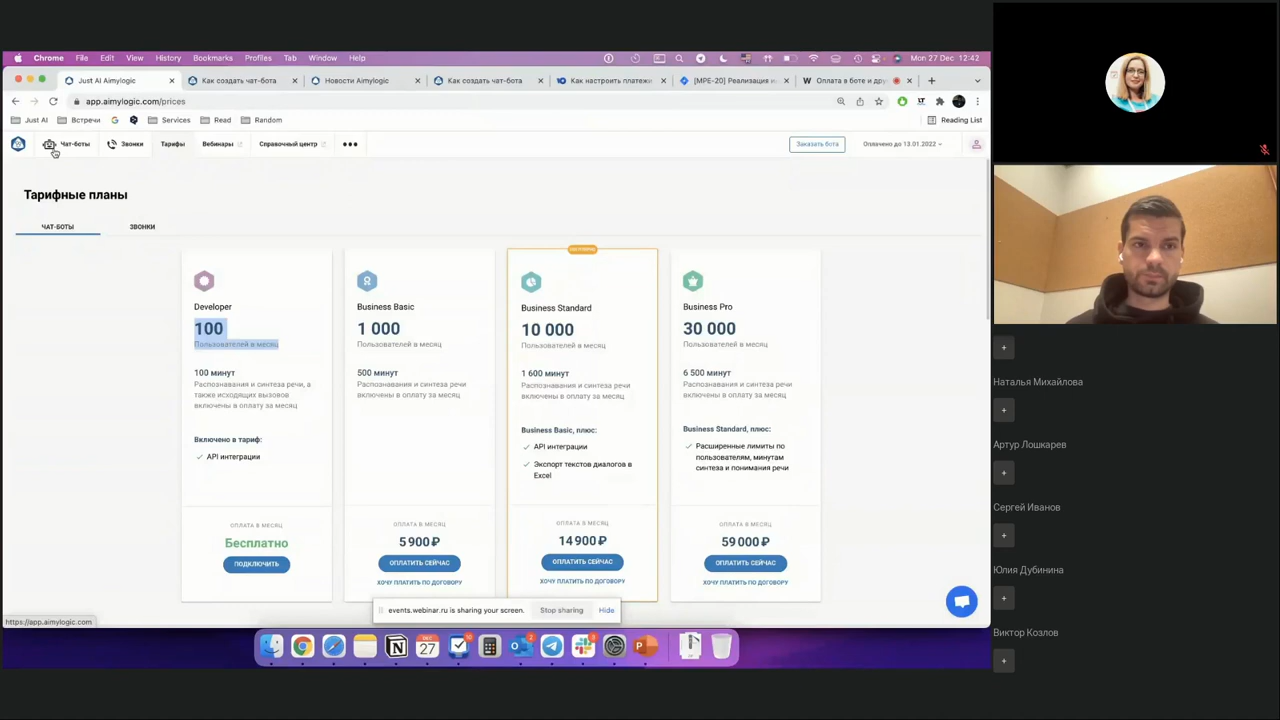 Chrome File Edit View History Bookmarks Profiles Tab Window Help
Mon 27 Dec 12:42
Just AI Aimylogic
Как создать чат-бота
Новости Aimylogic
Как создать чат-бота
Как настроить платежи
[MPE-20] Реализация и
Оплата в боте и дру
app.aimylogic.com/prices
Just AI
Встречи
Services
Read
Random
Reading List
Чат-боты
Звонки
Тарифы
Вебинары
Справочный центр
Заказать бота
Оплачено до 13.01.2022
Тарифные планы
ЧАТ-БОТЫ
ЗВОНКИ
Developer
100
Пользователей в месяц
100 минут
Распознавания и синтеза речи, а
также исходящих вызовов
включены в оплату за месяц
Включено в тариф:
API интеграции
ОПЛАТА В МЕСЯЦ
Бесплатно
ПОДКЛЮЧИТЬ
Business Basic
1 000
Пользователей в месяц
500 минут
Распознавания и синтеза речи
включены в оплату за месяц
ОПЛАТА В МЕСЯЦ
5 900 ₽
ОПЛАТИТЬ СЕЙЧАС
ХОЧУ ПЛАТИТЬ ПО ДОГОВОРУ
Business Standard
10 000
Пользователей в месяц
1 600 минут
Распознавания и синтеза речи
включены в оплату за месяц
Business Basic, плюс:
API интеграции
Экспорт текстов диалогов в
Excel
ОПЛАТА В МЕСЯЦ
14 900 ₽
ОПЛАТИТЬ СЕЙЧАС
ХОЧУ ПЛАТИТЬ ПО ДОГОВОРУ
Business Pro
30 000
Пользователей в месяц
6 500 минут
Распознавания и синтеза речи
включены в оплату за месяц
Business Standard, плюс:
Расширенные лимиты по
пользователям, минутам
синтеза и понимания речи
ОПЛАТА В МЕСЯЦ
59 000 ₽
ОПЛАТИТЬ СЕЙЧАС
ХОЧУ ПЛАТИТЬ ПО ДОГОВОРУ
events.webinar.ru is sharing your screen.
Stop sharing
Hide
https://app.aimylogic.com
DEC
27
Наталья Михайлова
Артур Лошкарев
Сергей Иванов
Юлия Дубинина
Виктор Козлов